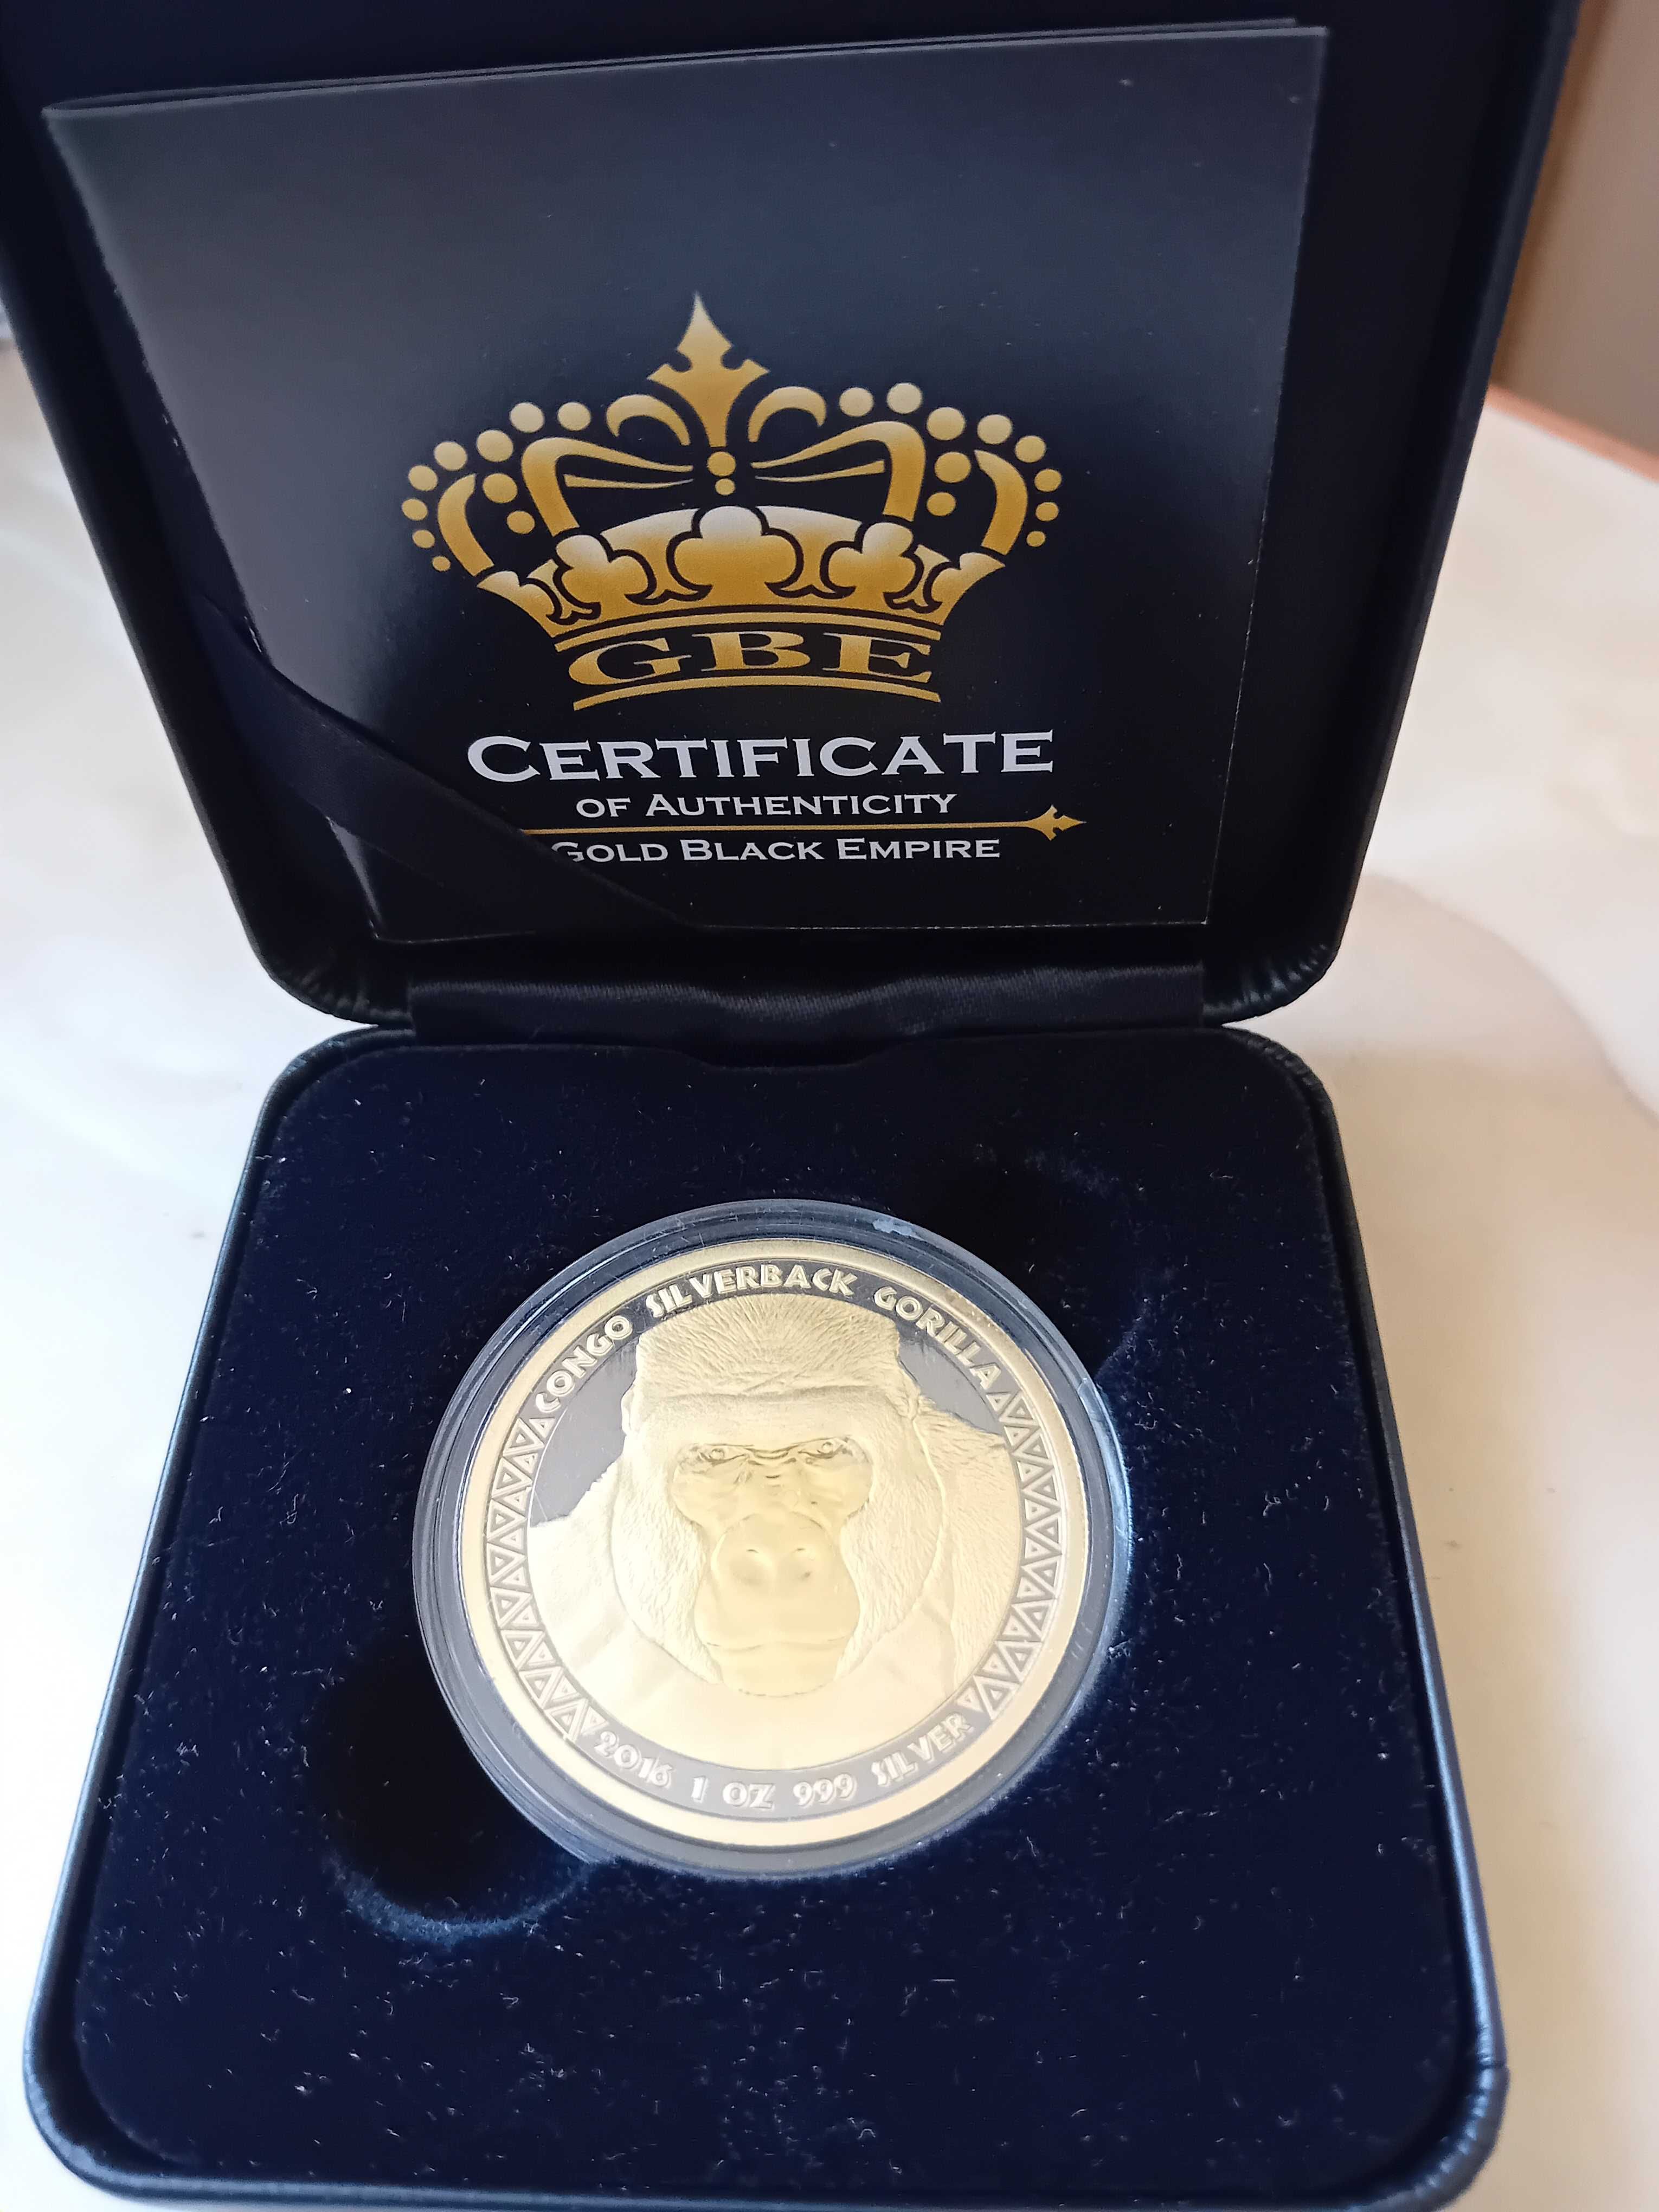 GBE
CERTIFICATE
OF AUTHENTICITY
GOLD BLACK EMPIRE
CONGO SILVERBACK GORILLA
2016 1 OZ 999 SILVER